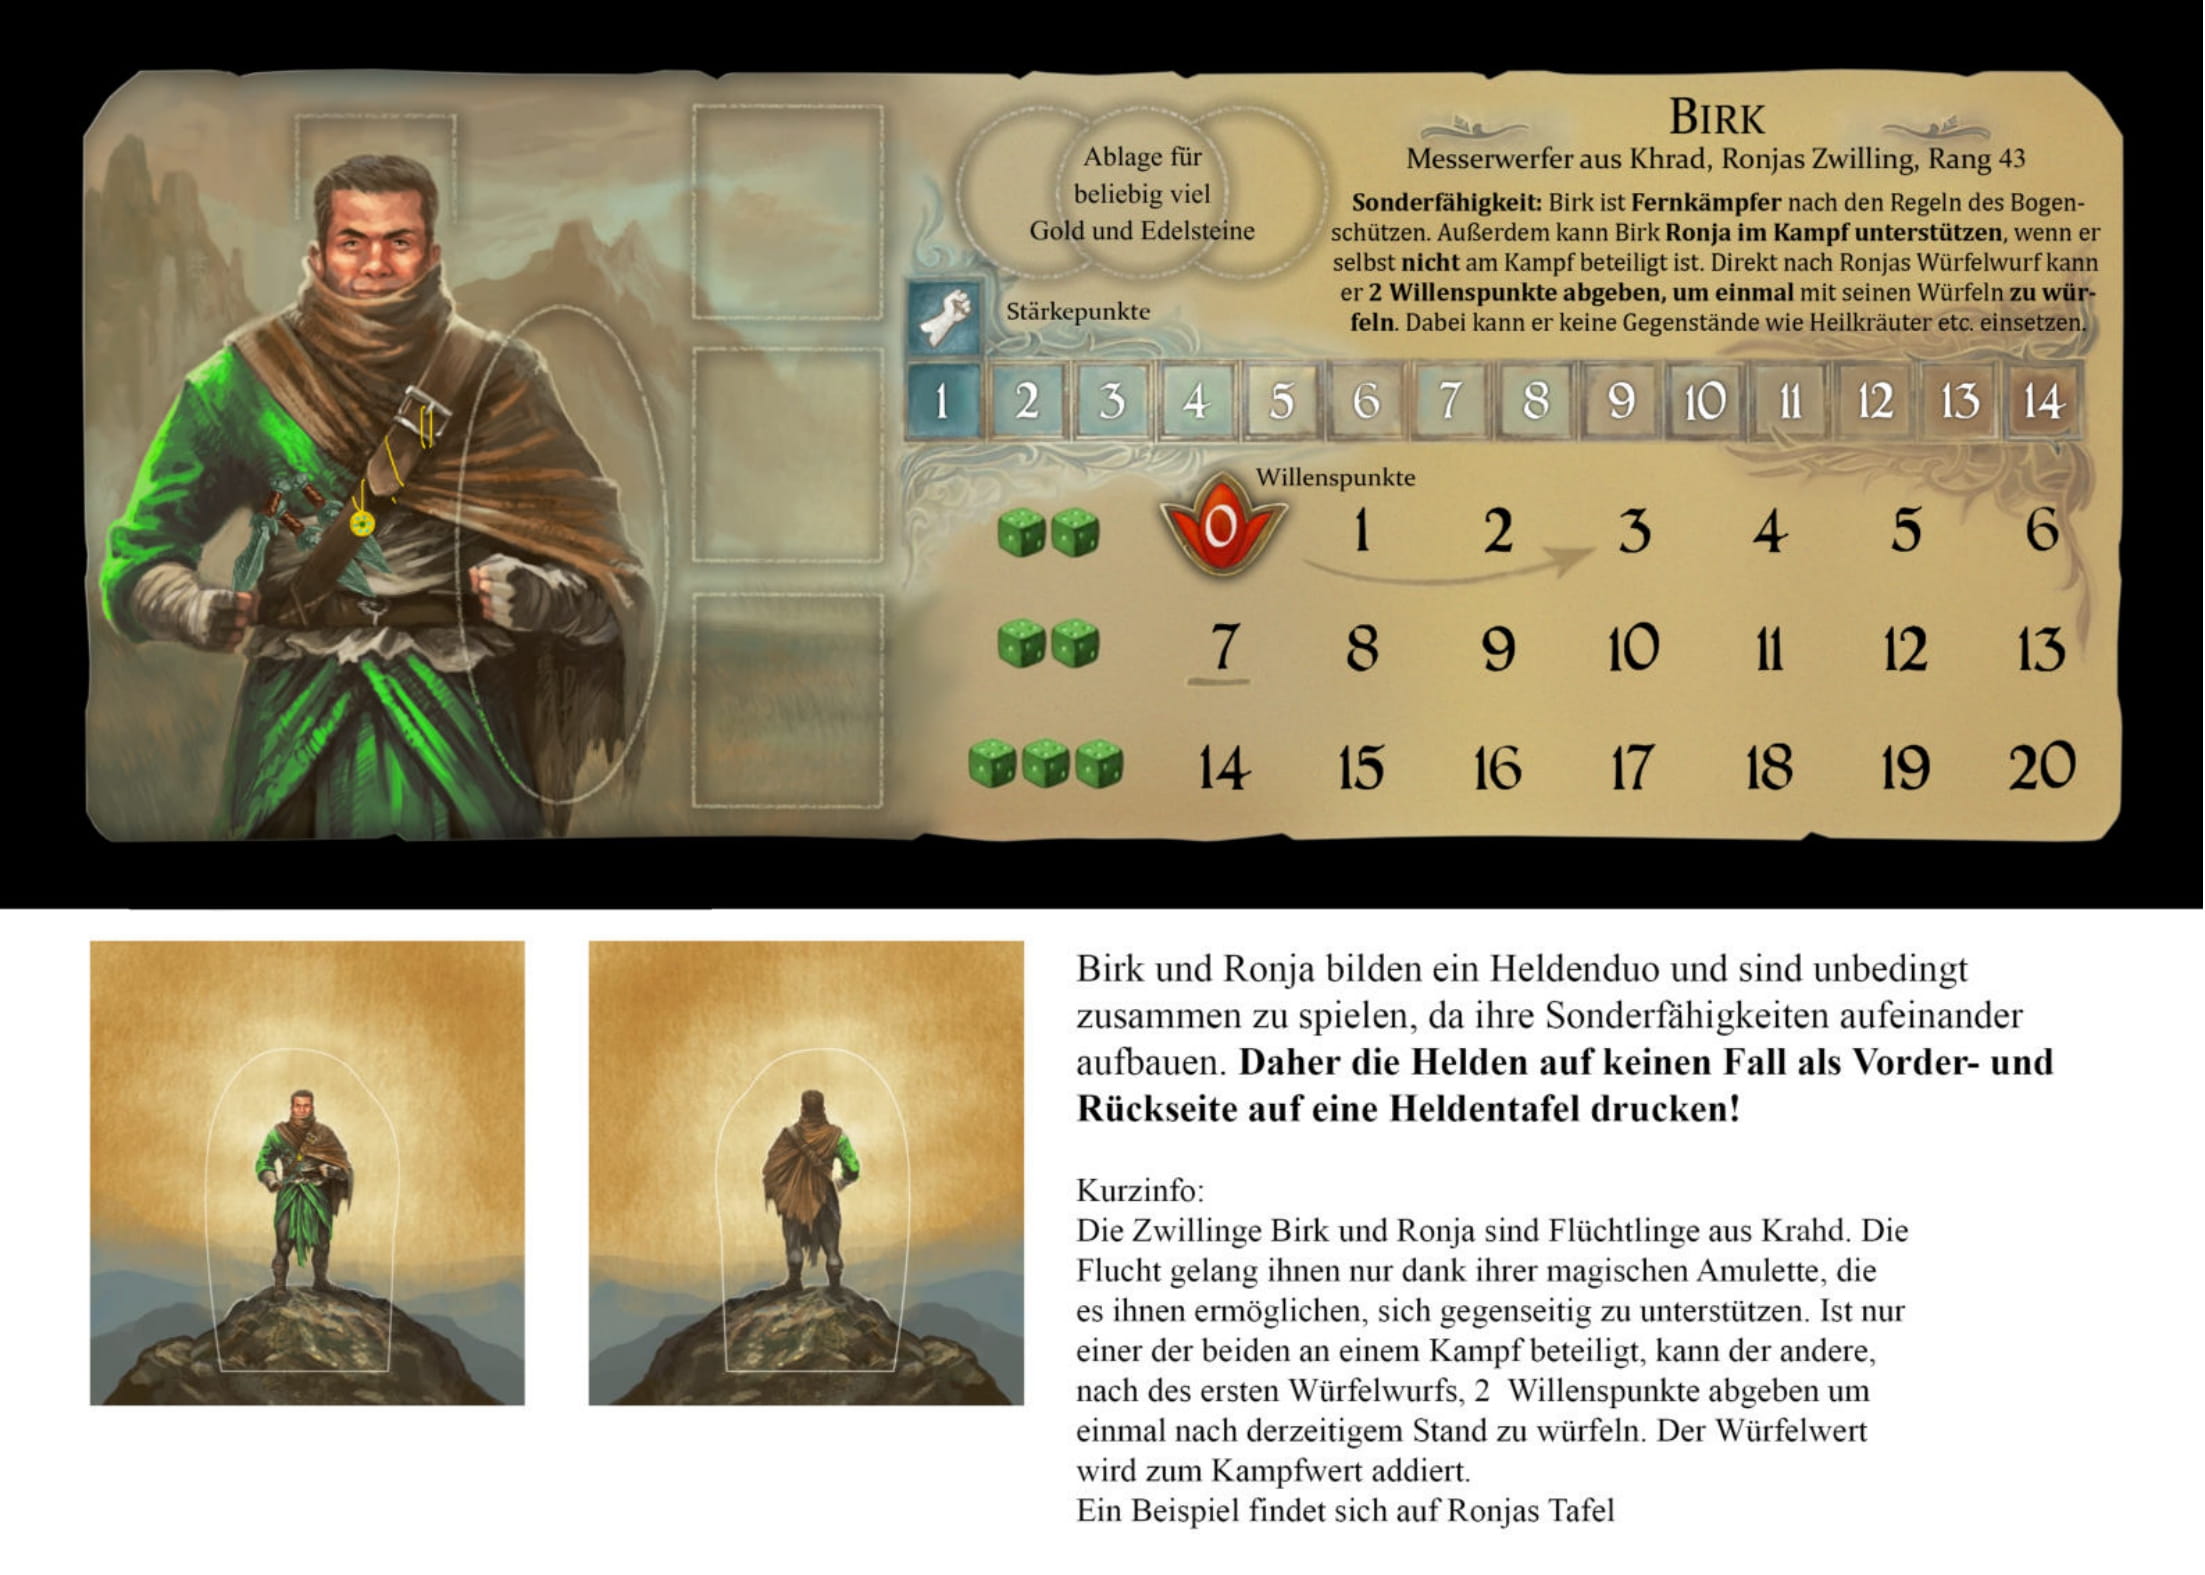 BIRK
Messerwerfer aus Khrad, Ronjas Zwilling, Rang 43
Sonderfähigkeit: Birk ist Fernkämpfer nach den Regeln des Bogen-
schützen. Außerdem kann Birk Ronja im Kampf unterstützen, wenn er
selbst nicht am Kampf beteiligt ist. Direkt nach Ronjas Würfelwurf kann
er 2 Willenspunkte abgeben, um einmal mit seinen Würfeln zu wür-
feln. Dabei kann er keine Gegenstände wie Heilkräuter etc. einsetzen.
Ablage für
beliebig viel
Gold und Edelsteine
Stärkepunkte
1 2 3 4 5 6 7 8 9 10 11 12 13 14
Willenspunkte
0 1 2 3 4 5 6
7 8 9 10 11 12 13
14 15 16 17 18 19 20
Birk und Ronja bilden ein Heldenduo und sind unbedingt
zusammen zu spielen, da ihre Sonderfähigkeiten aufeinander
aufbauen. Daher die Helden auf keinen Fall als Vorder- und
Rückseite auf eine Heldentafel drucken!
Kurzinfo:
Die Zwillinge Birk und Ronja sind Flüchtlinge aus Krahd. Die
Flucht gelang ihnen nur dank ihrer magischen Amulette, die
es ihnen ermöglichen, sich gegenseitig zu unterstützen. Ist nur
einer der beiden an einem Kampf beteiligt, kann der andere,
nach des ersten Würfelwurfs, 2 Willenspunkte abgeben um
einmal nach derzeitigem Stand zu würfeln. Der Würfelwert
wird zum Kampfwert addiert.
Ein Beispiel findet sich auf Ronjas Tafel